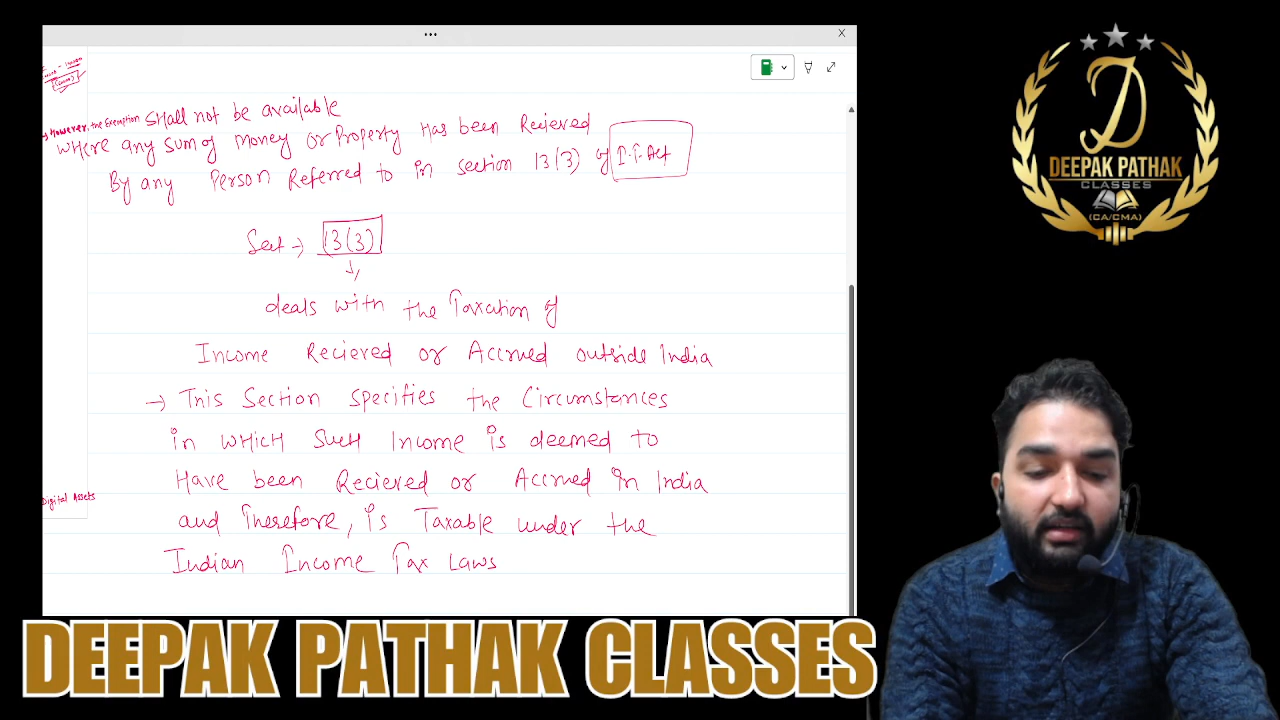 However, the Exemption Shall not be available
where any sum of money or Property Has been Recieved
By any Person Referred to in section 13(3) of I.T. Act
Sect → 13(3)
deals with the Taxation of
Income Recieved or Accrued outside India
→ This Section specifies the Circumstances
in which such Income is deemed to
Have been Recieved or Accrued in India
and Therefore, is Taxable under the
Indian Income Tax Laws
Digital Assets
D
DEEPAK PATHAK
CLASSES
(CA/CMA)
DEEPAK PATHAK CLASSES